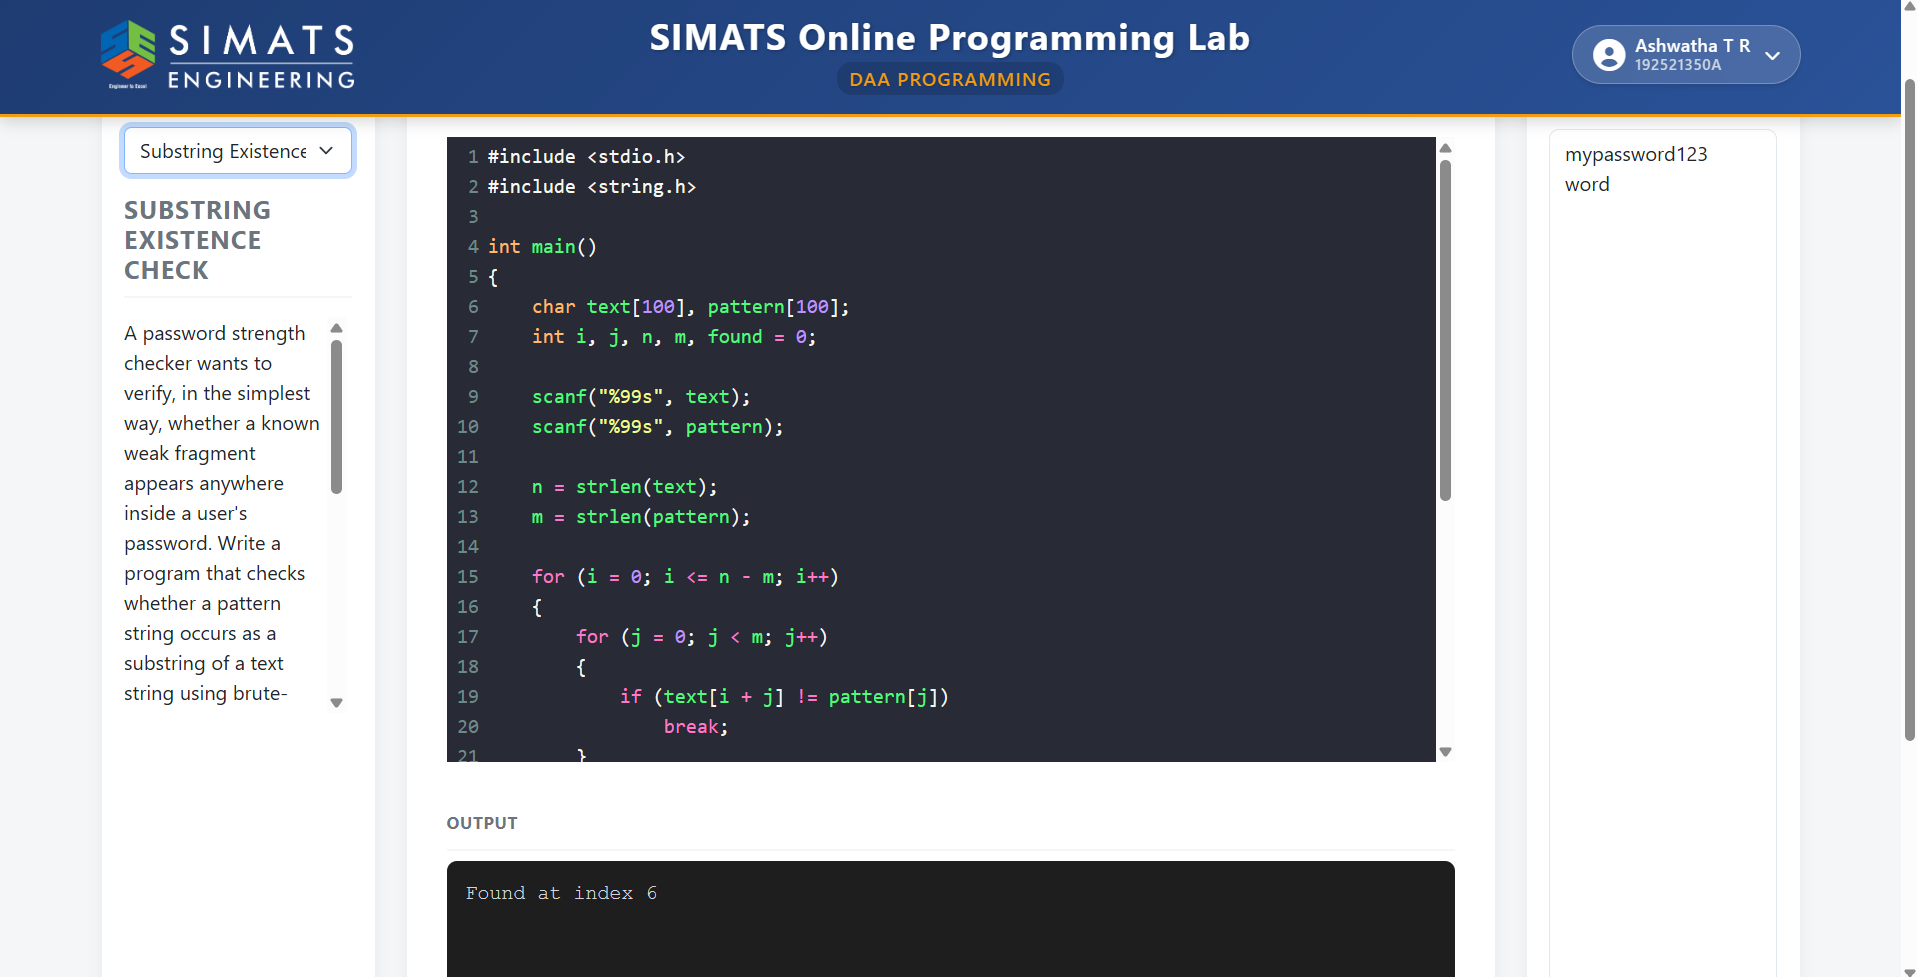 SIMATS
ENGINEERING
Engineer to Excel
SIMATS Online Programming Lab
DAA PROGRAMMING
Ashwatha T R
192521350A
Substring Existence
SUBSTRING
EXISTENCE
CHECK
A password strength
checker wants to
verify, in the simplest
way, whether a known
weak fragment
appears anywhere
inside a user's
password. Write a
program that checks
whether a pattern
string occurs as a
substring of a text
string using brute-
1 #include <stdio.h>
2 #include <string.h>
3
4 int main()
5 {
6     char text[100], pattern[100];
7     int i, j, n, m, found = 0;
8
9     scanf("%99s", text);
10     scanf("%99s", pattern);
11
12     n = strlen(text);
13     m = strlen(pattern);
14
15     for (i = 0; i <= n - m; i++)
16     {
17         for (j = 0; j < m; j++)
18         {
19             if (text[i + j] != pattern[j])
20                 break;
21         }
OUTPUT
Found at index 6
mypassword123
word